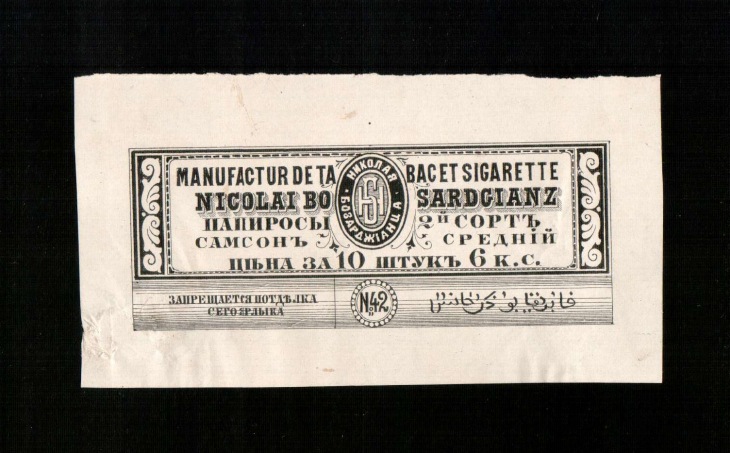 MANUFACTUR DE TABAC ET SIGARETTE
NICOLAI BOSARDGIANZ
НИКОЛАЯ
БОЗАРДЖІАНЦА
ПАПИРОСЫ 2й СОРТЪ
САМСОНЪ СРЕДНІЙ
ЦѢНА ЗА 10 ШТУКЪ 6 К.С.
ЗАПРЕЩАЕТСЯ ПОТДѢЛКА
СЕГО ЯРЛЫКА
№42